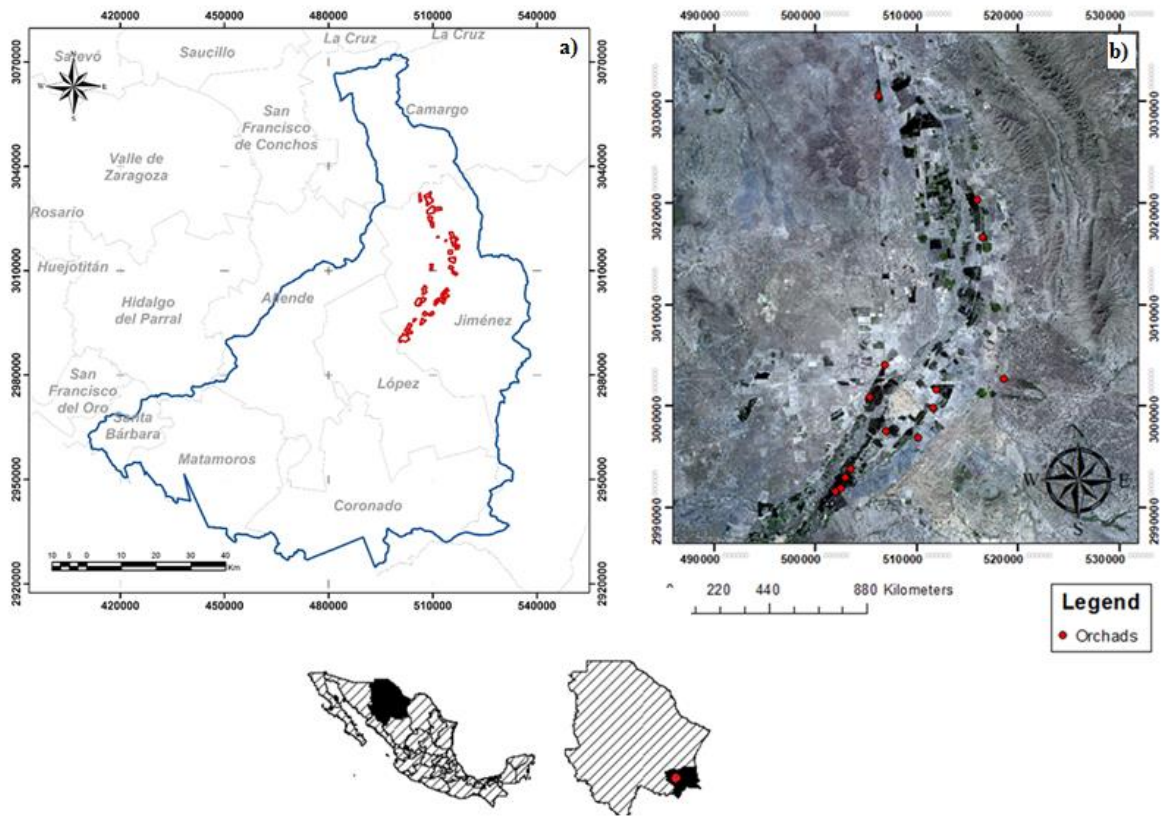 420000 450000 480000 510000 540000
a)
La Cruz
La Cruz
Saucillo
Satevó
N
W E
S
Camargo
San
Francisco
de Conchos
Valle de
Zaragoza
Rosario
Huejotitán
Hidalgo
del Parral
Allende
Jiménez
López
San
Francisco
del Oro
Santa
Bárbara
Matamoros
Coronado
10 5 0 10 20 30 40
Km
3070000
3040000
3010000
2980000
2950000
2920000
3070000
3040000
3010000
2980000
2950000
2920000
420000 450000 480000 510000 540000
490000 500000 510000 520000 530000
b)
3030000
3020000
3010000
3000000
2990000
3030000
3020000
3010000
3000000
2990000
N
W E
S
490000 500000 510000 520000 530000
220 440 880 Kilometers
Legend
Orchads